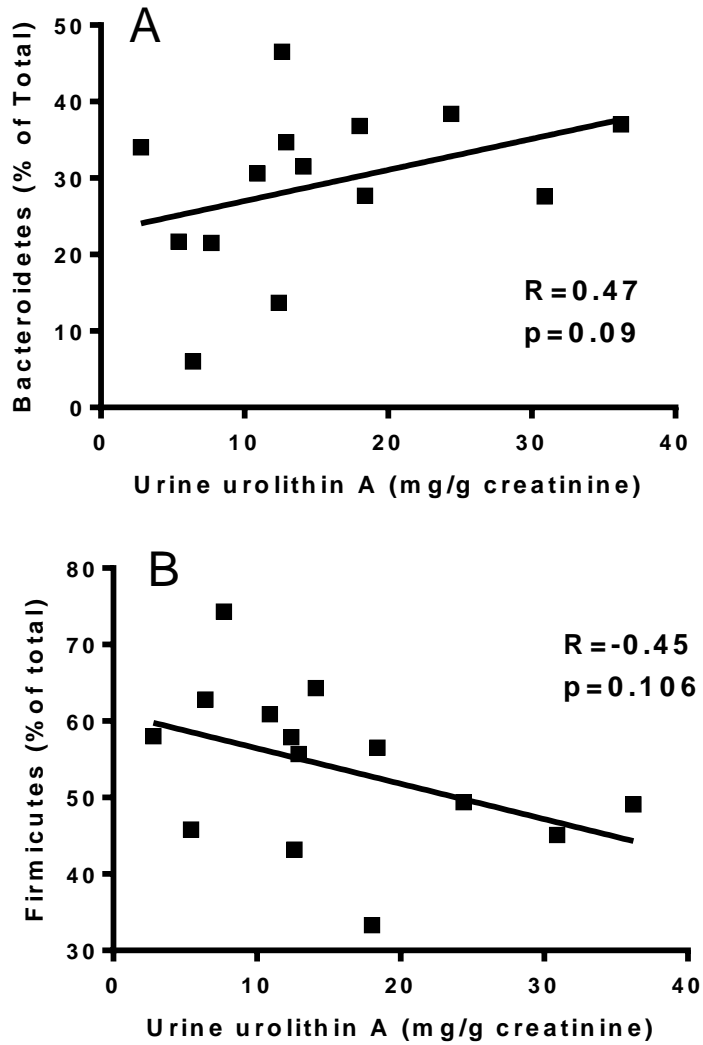 A
50
40
30
20
10
0
Bacteroidetes (% of Total)
R=0.47
p=0.09
0 10 20 30 40
Urine urolithin A (mg/g creatinine)
B
80
70
60
50
40
30
Firmicutes (% of total)
R=-0.45
p=0.106
0 10 20 30 40
Urine urolithin A (mg/g creatinine)